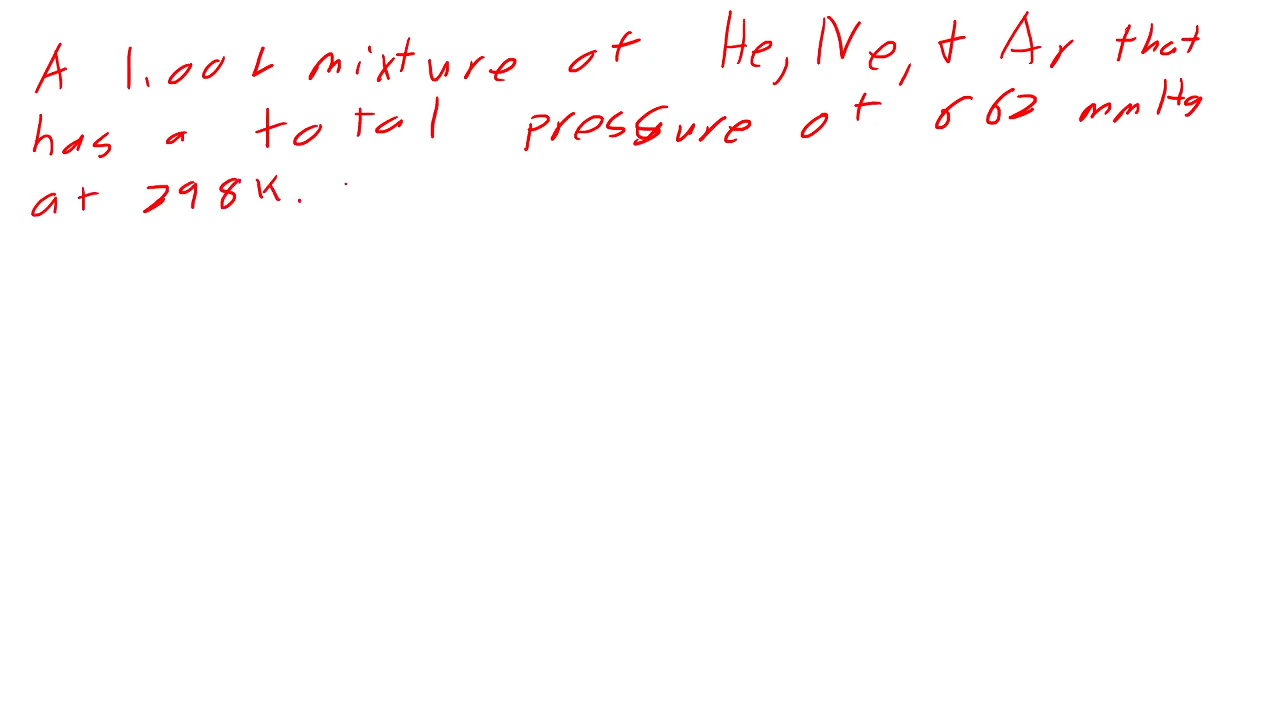 A 1.00 L mixture of He, Ne, + Ar that
has a total pressure of 662 mmHg
at 298K.